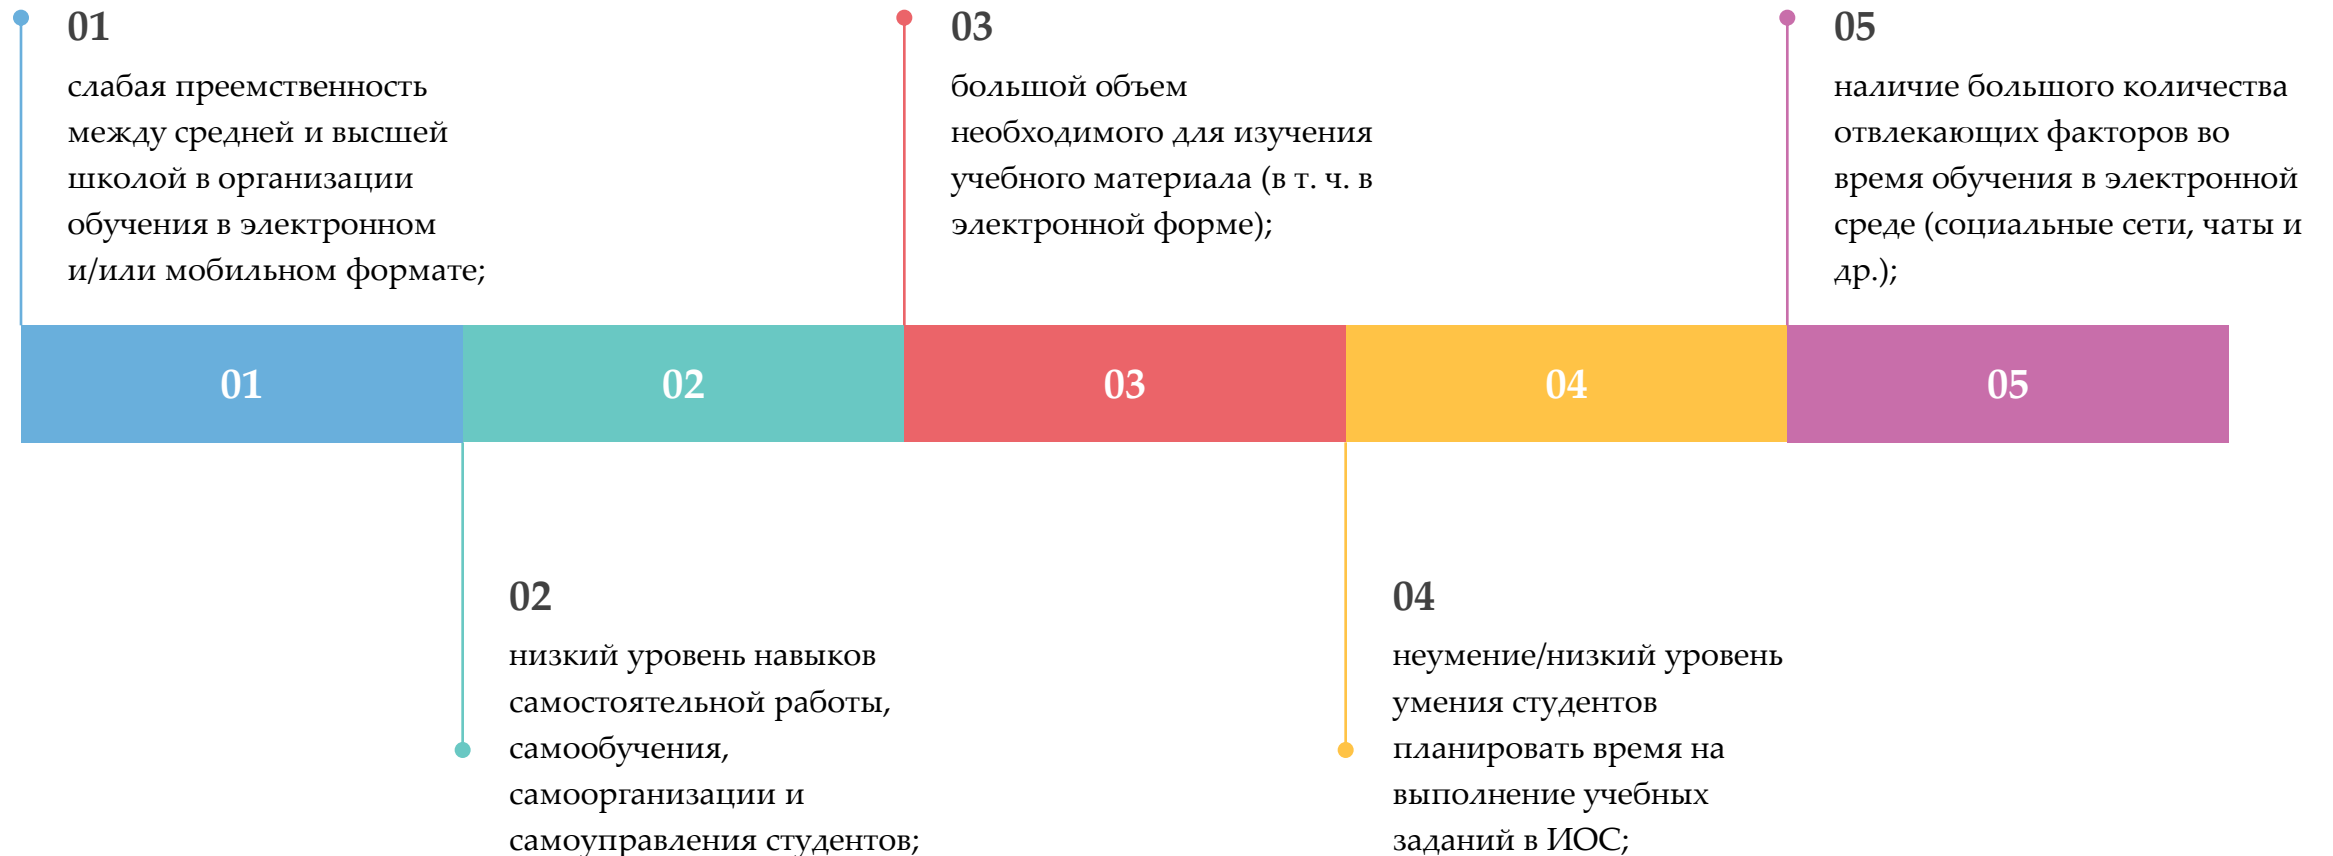 01
слабая преемственность
между средней и высшей
школой в организации
обучения в электронном
и/или мобильном формате;
03
большой объем
необходимого для изучения
учебного материала (в т. ч. в
электронной форме);
05
наличие большого количества
отвлекающих факторов во
время обучения в электронной
среде (социальные сети, чаты и
др.);
01
02
03
04
05
02
низкий уровень навыков
самостоятельной работы,
самообучения,
самоорганизации и
самоуправления студентов;
04
неумение/низкий уровень
умения студентов
планировать время на
выполнение учебных
заданий в ИОС;